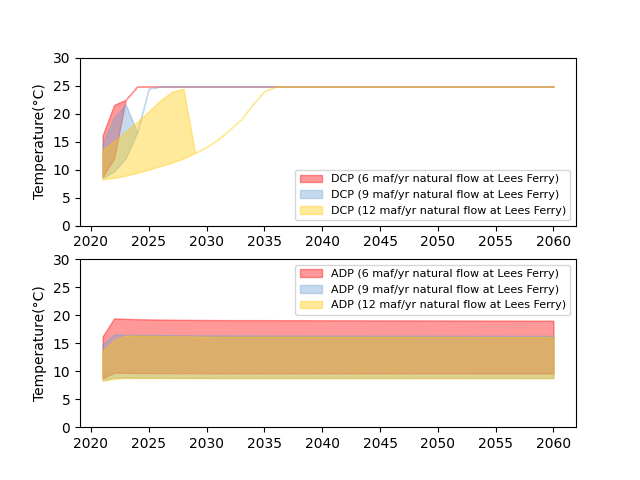 30
25
20
15
10
5
0
Temperature(°C)
DCP (6 maf/yr natural flow at Lees Ferry)
DCP (9 maf/yr natural flow at Lees Ferry)
DCP (12 maf/yr natural flow at Lees Ferry)
2020 2025 2030 2035 2040 2045 2050 2055 2060
30
25
20
15
10
5
0
Temperature(°C)
ADP (6 maf/yr natural flow at Lees Ferry)
ADP (9 maf/yr natural flow at Lees Ferry)
ADP (12 maf/yr natural flow at Lees Ferry)
2020 2025 2030 2035 2040 2045 2050 2055 2060